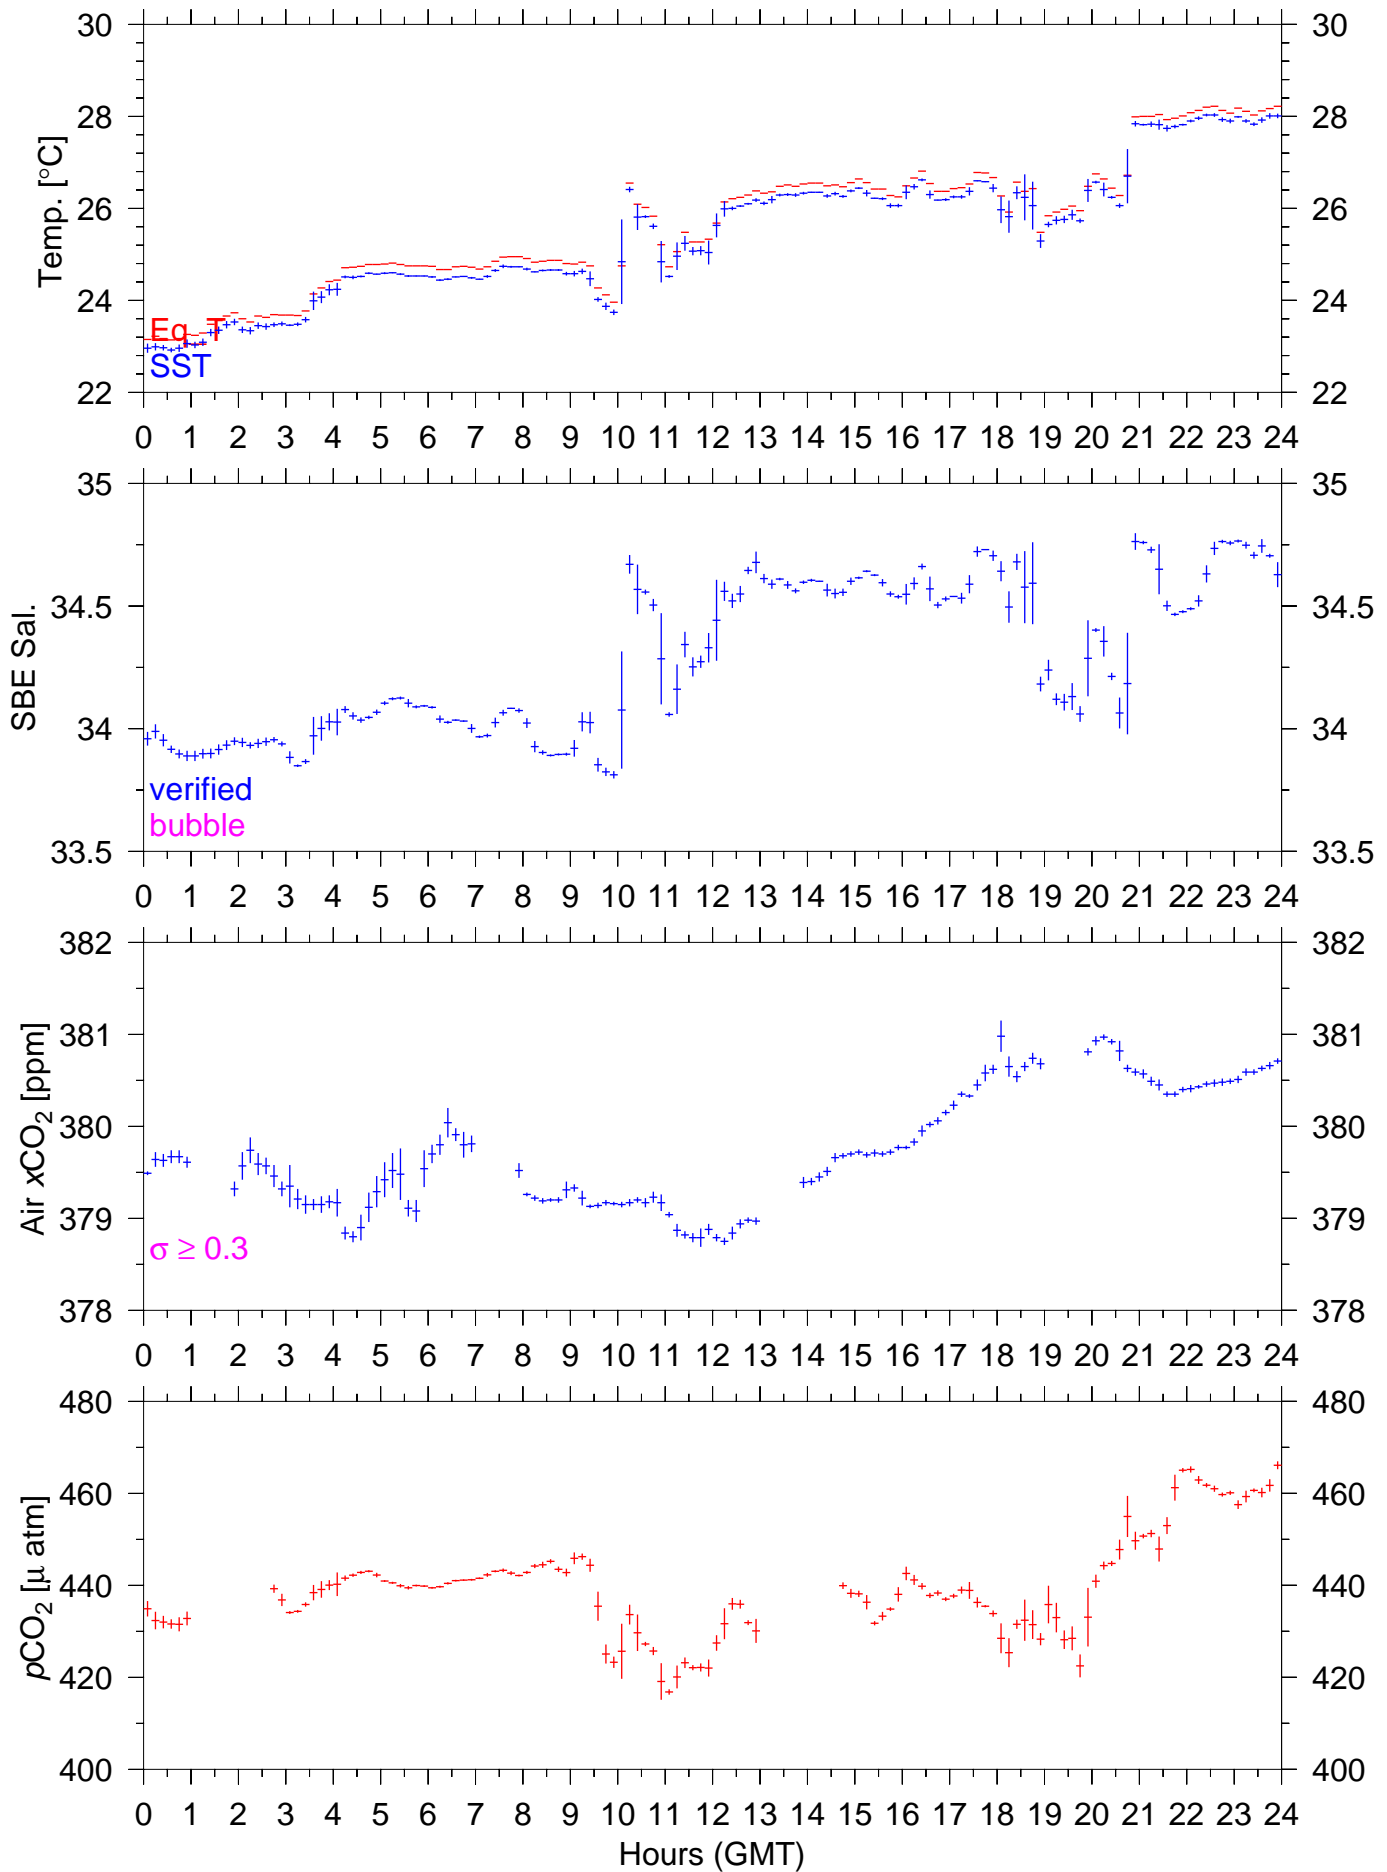 30 30
28 28
26 26
24 24
22 22
Temp. [°C]
Eq T
SST
0 1 2 3 4 5 6 7 8 9 10 11 12 13 14 15 16 17 18 19 20 21 22 23 24
35 35
34.5 34.5
34 34
33.5 33.5
SBE Sal.
verified
bubble
0 1 2 3 4 5 6 7 8 9 10 11 12 13 14 15 16 17 18 19 20 21 22 23 24
382 382
381 381
380 380
379 379
378 378
Air xCO₂ [ppm]
σ ≥ 0.3
0 1 2 3 4 5 6 7 8 9 10 11 12 13 14 15 16 17 18 19 20 21 22 23 24
480 480
460 460
440 440
420 420
400 400
pCO₂ [μ atm]
0 1 2 3 4 5 6 7 8 9 10 11 12 13 14 15 16 17 18 19 20 21 22 23 24
Hours (GMT)